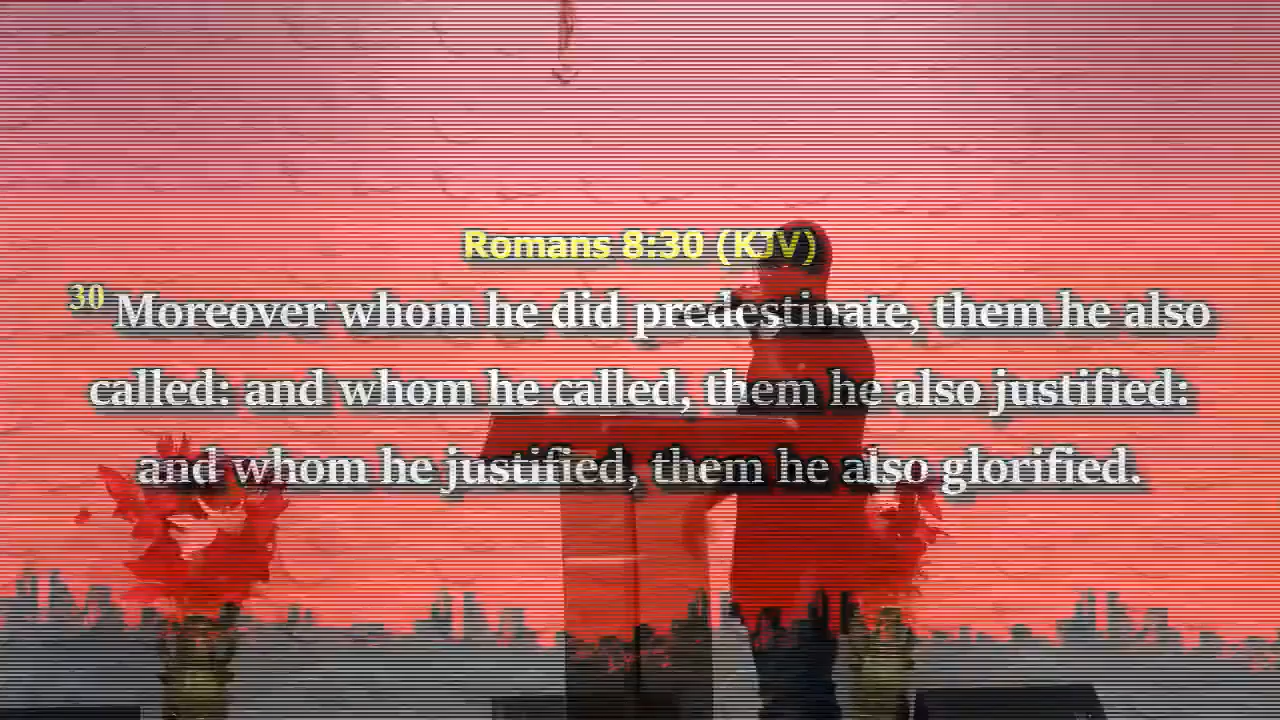 Romans 8:30 (KJV)
30 Moreover whom he did predestinate, them he also
called: and whom he called, them he also justified:
and whom he justified, them he also glorified.